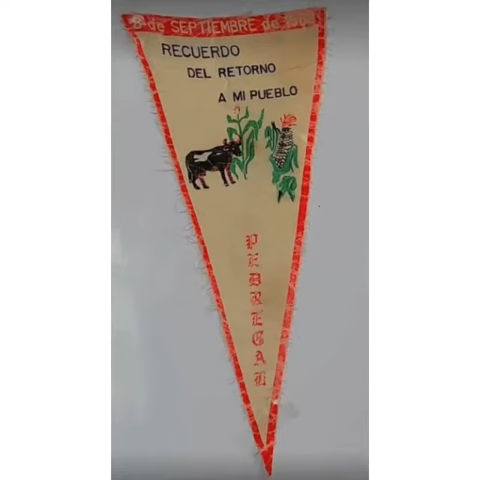 de SEPTIEMBRE de
RECUERDO
DEL RETORNO
A MI PUEBLO
PEDREGAL